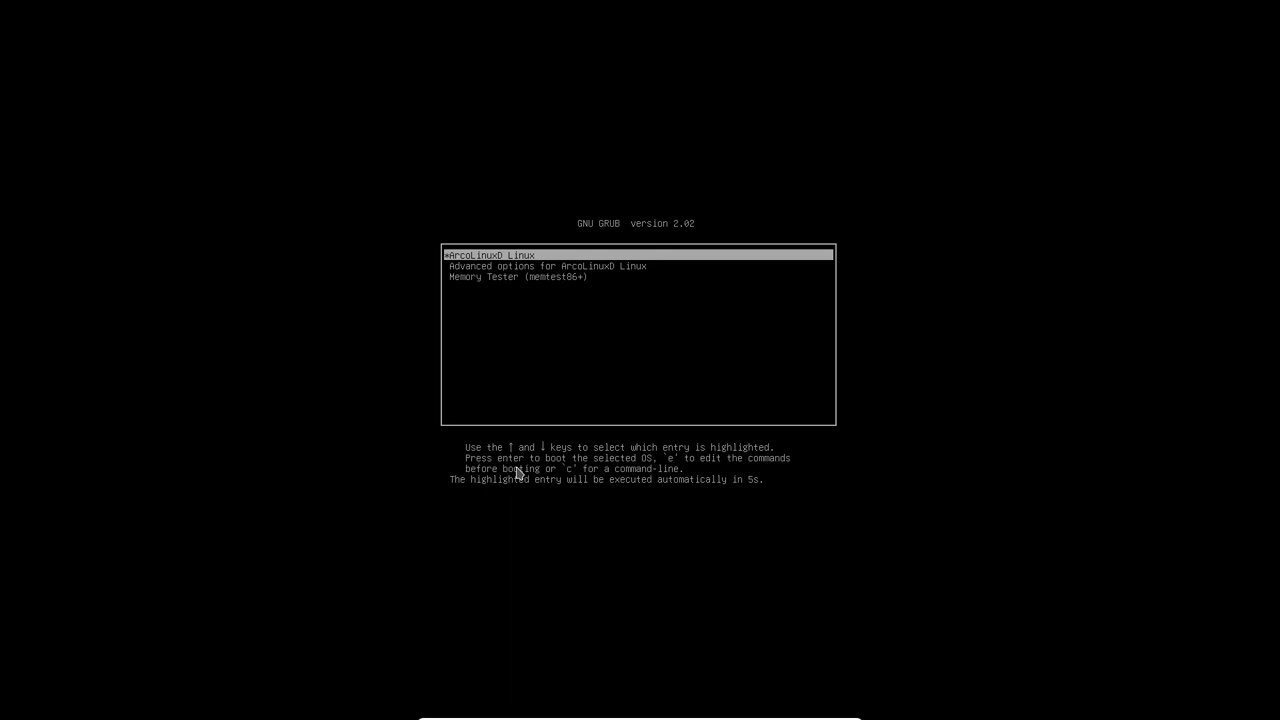 GNU GRUB  version 2.02
*ArcoLinuxD Linux
Advanced options for ArcoLinuxD Linux
Memory Tester (memtest86+)
Use the ↑ and ↓ keys to select which entry is highlighted.
Press enter to boot the selected OS, `e' to edit the commands
before booting or `c' for a command-line.
The highlighted entry will be executed automatically in 5s.